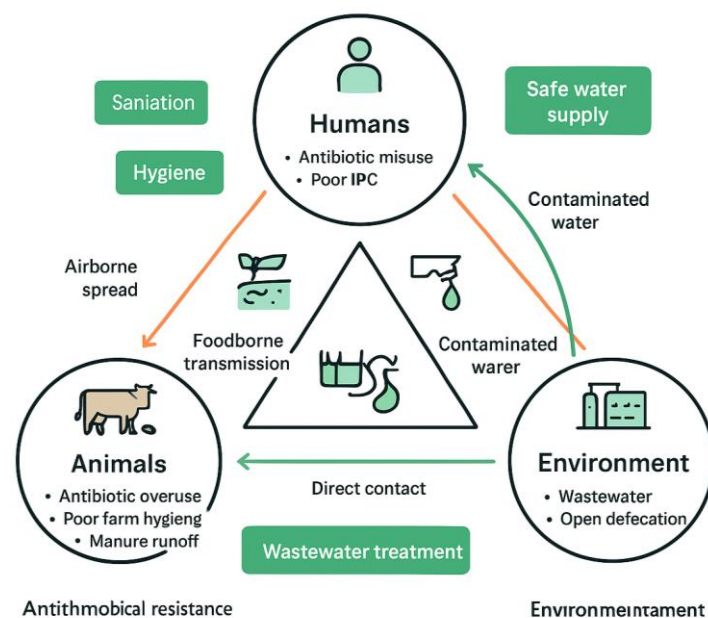 Saniation
Safe water
supply
Humans
• Antibiotic misuse
• Poor IPC
Hygiene
Contaminated
water
Airborne
spread
Foodborne
transmission
Contaminated
warer
Animals
• Antibiotic overuse
• Poor farm hygieng
• Manure runoff
Direct contact
Environment
• Wastewater
• Open defecation
Wastewater treatment
Antithmobical resistance
Environmeintament